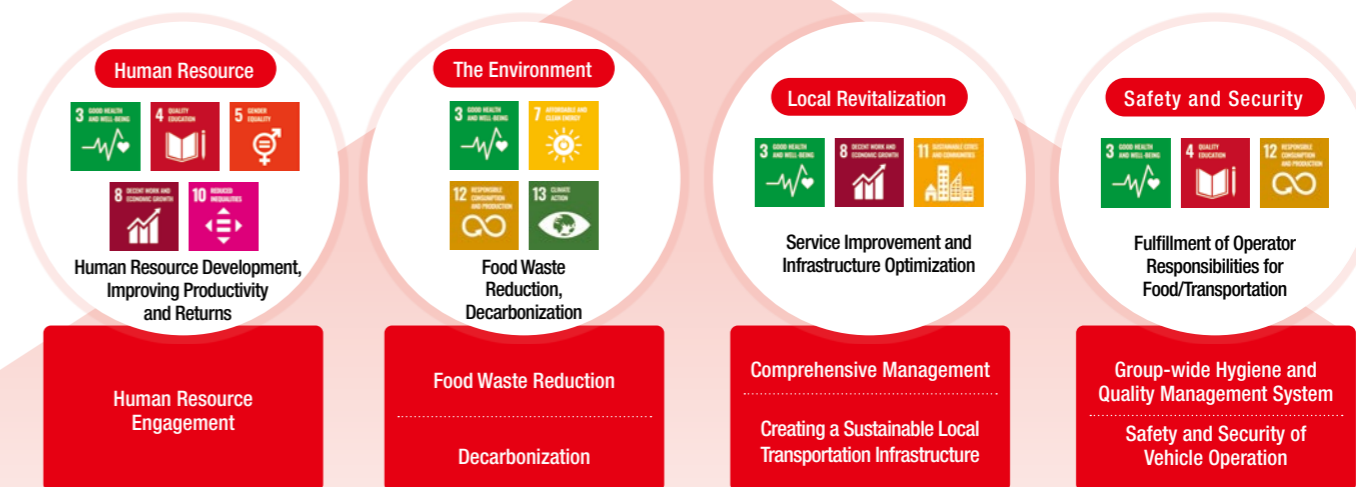 Human Resource
3 GOOD HEALTH
AND WELL-BEING
4 QUALITY
EDUCATION
5 GENDER
EQUALITY
8 DECENT WORK AND
ECONOMIC GROWTH
10 REDUCED
INEQUALITIES
Human Resource Development,
Improving Productivity
and Returns
Human Resource
Engagement
The Environment
3 GOOD HEALTH
AND WELL-BEING
7 AFFORDABLE AND
CLEAN ENERGY
12 RESPONSIBLE
CONSUMPTION
AND PRODUCTION
13 CLIMATE
ACTION
Food Waste
Reduction,
Decarbonization
Food Waste Reduction
Decarbonization
Local Revitalization
3 GOOD HEALTH
AND WELL-BEING
8 DECENT WORK AND
ECONOMIC GROWTH
11 SUSTAINABLE CITIES
AND COMMUNITIES
Service Improvement and
Infrastructure Optimization
Comprehensive Management
Creating a Sustainable Local
Transportation Infrastructure
Safety and Security
3 GOOD HEALTH
AND WELL-BEING
4 QUALITY
EDUCATION
12 RESPONSIBLE
CONSUMPTION
AND PRODUCTION
Fulfillment of Operator
Responsibilities for
Food/Transportation
Group-wide Hygiene and
Quality Management System
Safety and Security of
Vehicle Operation